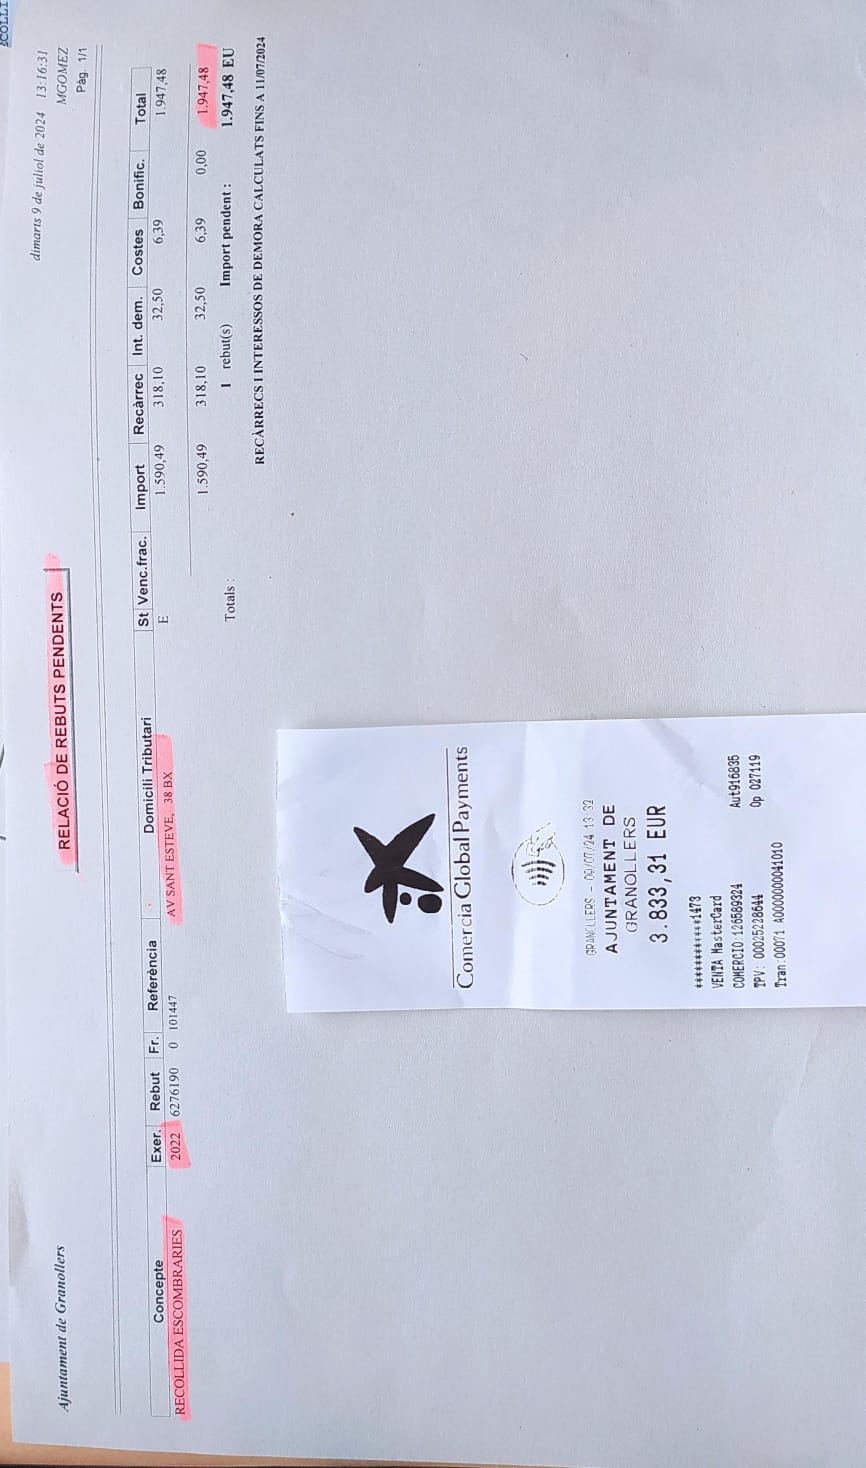 Ajuntament de Granollers
dimarts 9 de juliol de 2024 13:16:31
MGOMEZ
Pàg. 1/1
RELACIÓ DE REBUTS PENDENTS
Concepte Exer. Rebut Fr. Referència Domicili Tributari St Venc.frac. Import Recàrrec Int. dem. Costes Bonific. Total
RECOLLIDA ESCOMBRARIES 2022 6276190 0 101447 AV SANT ESTEVE, 38 BX E 1.590,49 318,10 32,50 6,39 1.947,48
1.590,49 318,10 32,50 6,39 0,00 1.947,48
Totals : 1 rebut(s) Import pendent : 1.947,48 EU
RECÀRRECS I INTERESSOS DE DEMORA CALCULATS FINS A 11/07/2024
Comercia Global Payments
GRANOLLERS - 09/07/24 13:32
AJUNTAMENT DE
GRANOLLERS
3.833,31 EUR
************1473
VENTA MasterCard
COMERCIO:126589324 Aut916835
TPV: 00025228644 Op 027119
Tran:00071 A0000000041010